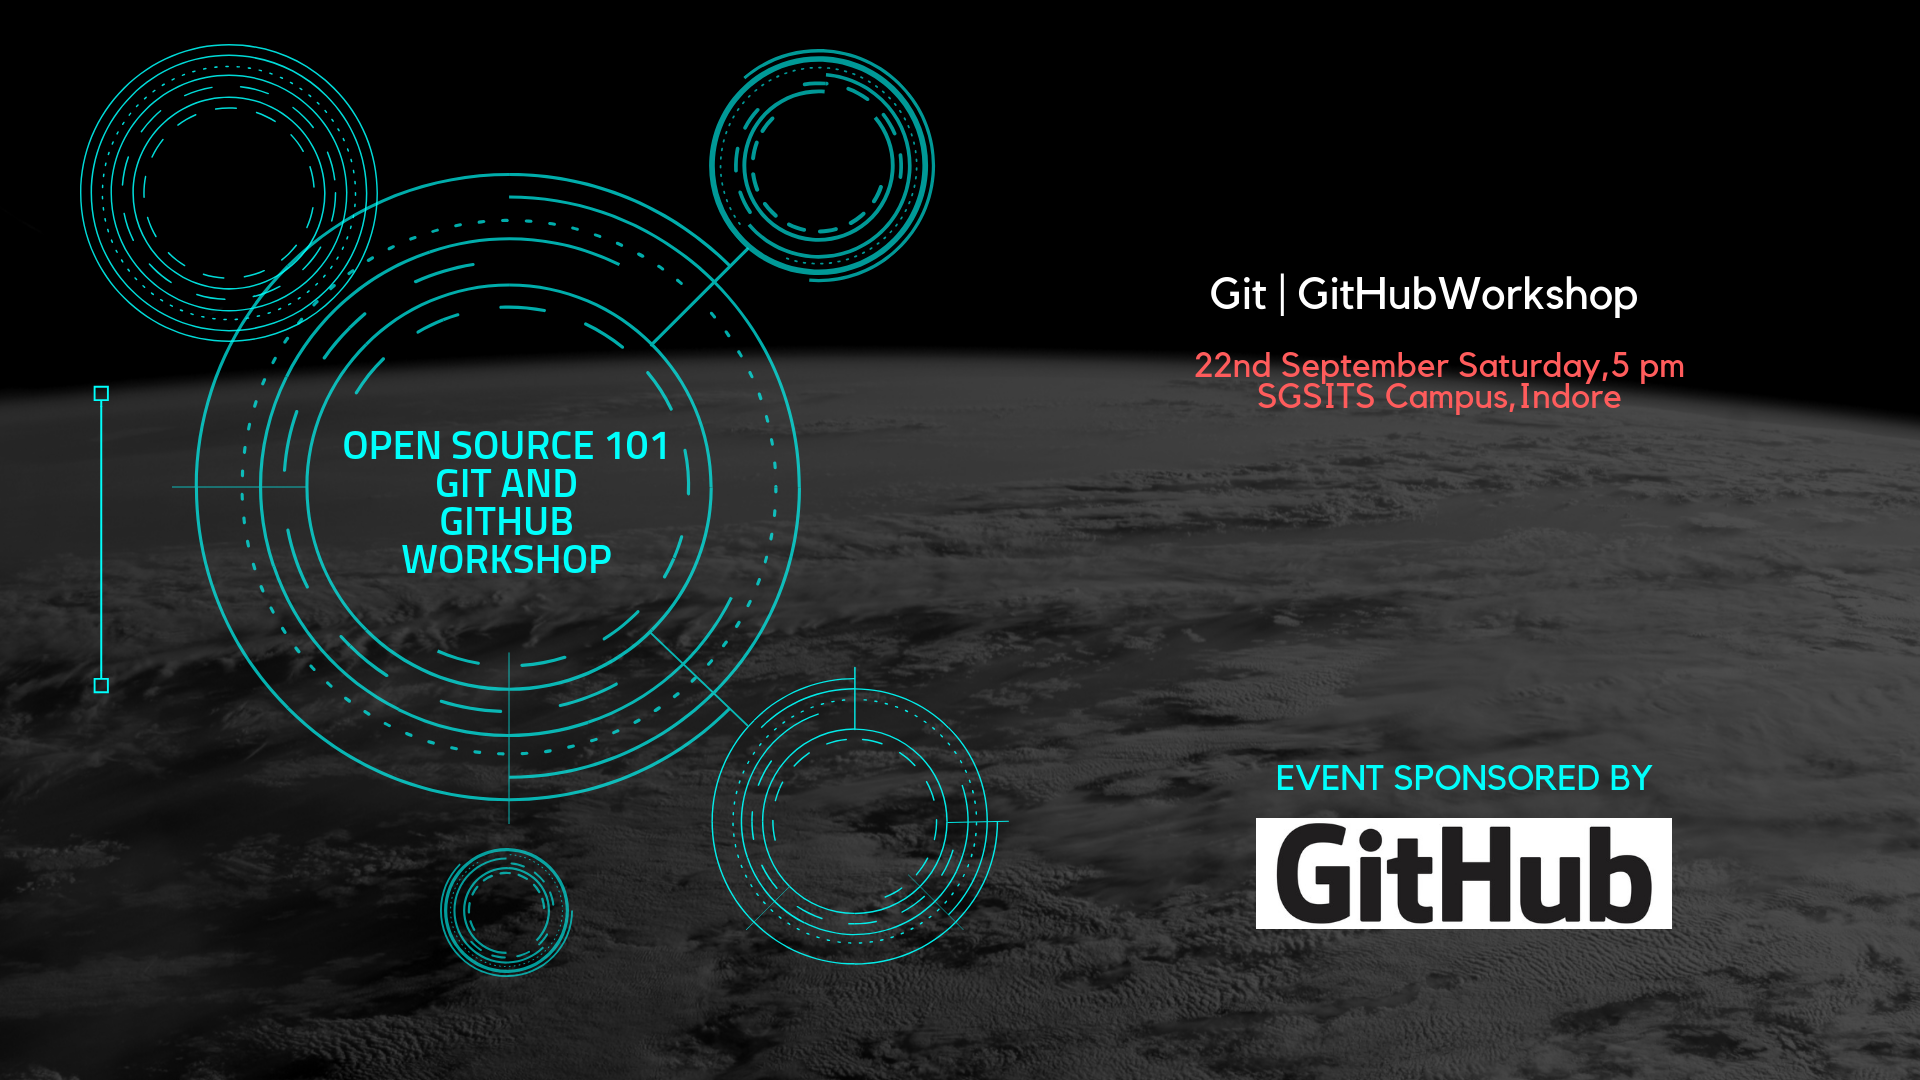 OPEN SOURCE 101
GIT AND
GITHUB
WORKSHOP
Git | GitHubWorkshop
22nd September Saturday,5 pm
SGSITS Campus,Indore
EVENT SPONSORED BY
GitHub